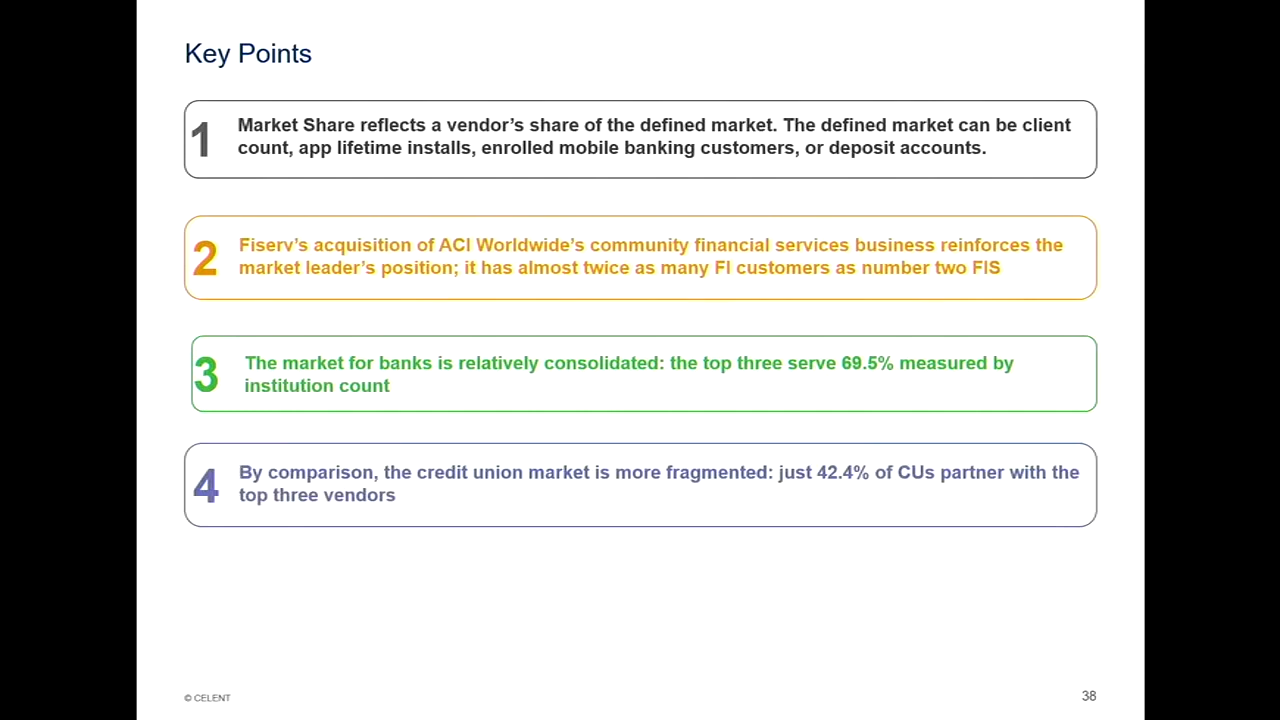 Key Points
1
Market Share reflects a vendor’s share of the defined market. The defined market can be client
count, app lifetime installs, enrolled mobile banking customers, or deposit accounts.
2
Fiserv’s acquisition of ACI Worldwide’s community financial services business reinforces the
market leader’s position; it has almost twice as many FI customers as number two FIS
3
The market for banks is relatively consolidated: the top three serve 69.5% measured by
institution count
4
By comparison, the credit union market is more fragmented: just 42.4% of CUs partner with the
top three vendors
© CELENT
38